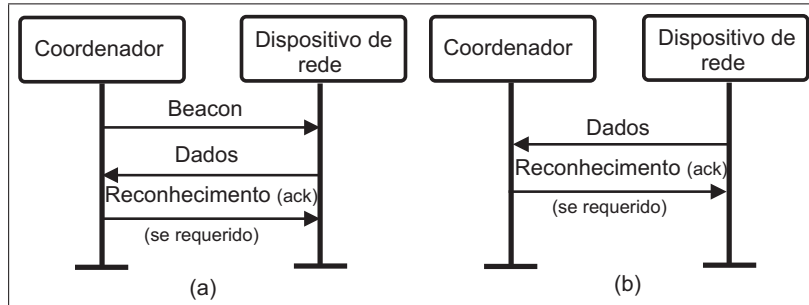 Coordenador
Dispositivo de
rede
Beacon
Dados
Reconhecimento (ack)
(se requerido)
(a)
Coordenador
Dispositivo de
rede
Dados
Reconhecimento (ack)
(se requerido)
(b)